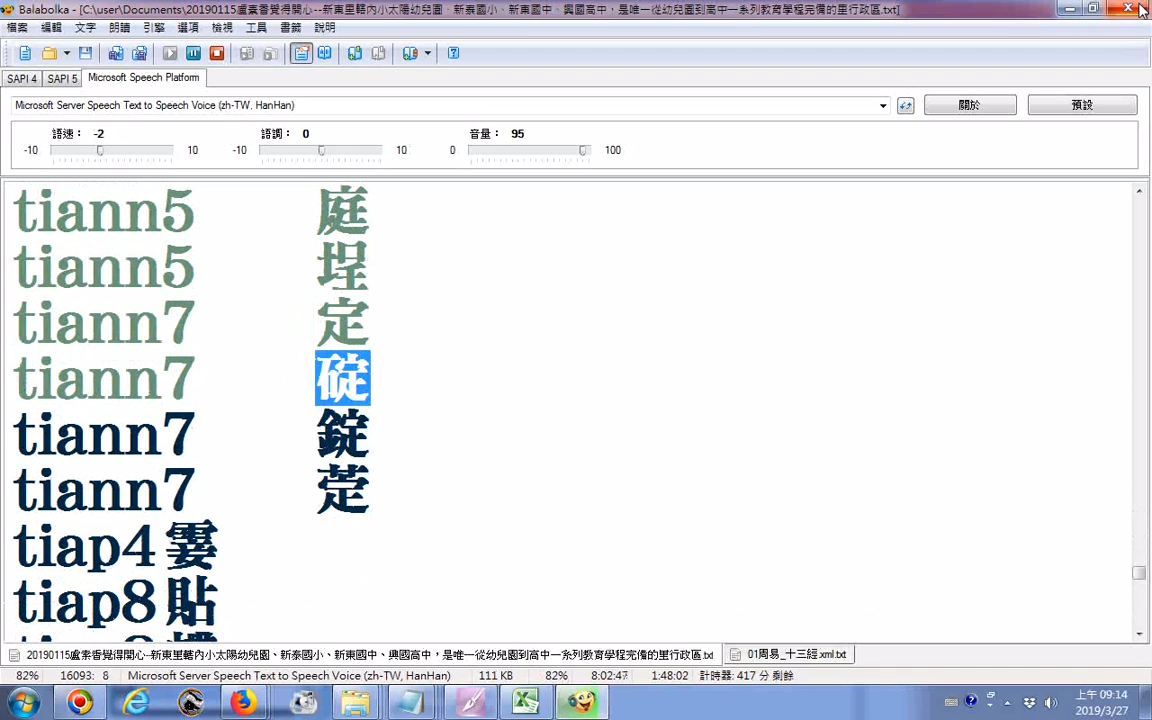 Balabolka - [C:\user\Documents\20190115盧素香覺得開心--新東里轄內小太陽幼兒園、新泰國小、新東國中、興國高中，是唯一從幼兒園到高中一系列教育學程完備的里行政區.txt]
檔案 編輯 文字 朗讀 引擎 選項 檢視 工具 書籤 說明
SAPI 4 SAPI 5 Microsoft Speech Platform
Microsoft Server Speech Text to Speech Voice (zh-TW, HanHan) 關於 預設
語速： -2 語調： 0 音量： 95
-10 10 -10 10 0 100
tiann5 庭
tiann5 埕
tiann7 定
tiann7 碇
tiann7 錠
tiann7 萣
tiap4 霎
tiap8 貼
20190115盧素香覺得開心--新東里轄內小太陽幼兒園、新泰國小、新東國中、興國高中，是唯一從幼兒園到高中一系列教育學程完備的里行政區.txt 01周易_十三經.xml.txt
82% 16093: 8 Microsoft Server Speech Text to Speech Voice (zh-TW, HanHan) 111 KB 82% 8:02:47 1:48:02 計時器: 417 分 剩餘
上午 09:14
2019/3/27